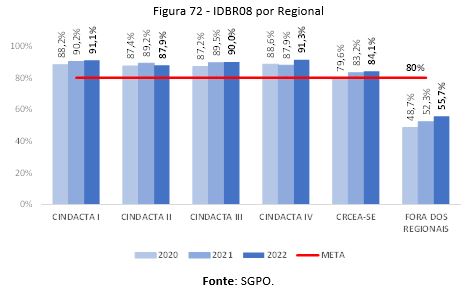 Figura 72 - IDBR08 por Regional
100%
80%
60%
40%
20%
0%
88,2% 90,2% 91,1%
87,4% 89,2% 87,9%
87,2% 89,5% 90,0%
88,6% 87,9% 91,3%
79,6% 83,2% 84,1%
80%
48,7% 52,3% 55,7%
CINDACTA I CINDACTA II CINDACTA III CINDACTA IV CRCEA-SE FORA DOS
REGIONAIS
2020 2021 2022 META
Fonte: SGPO.